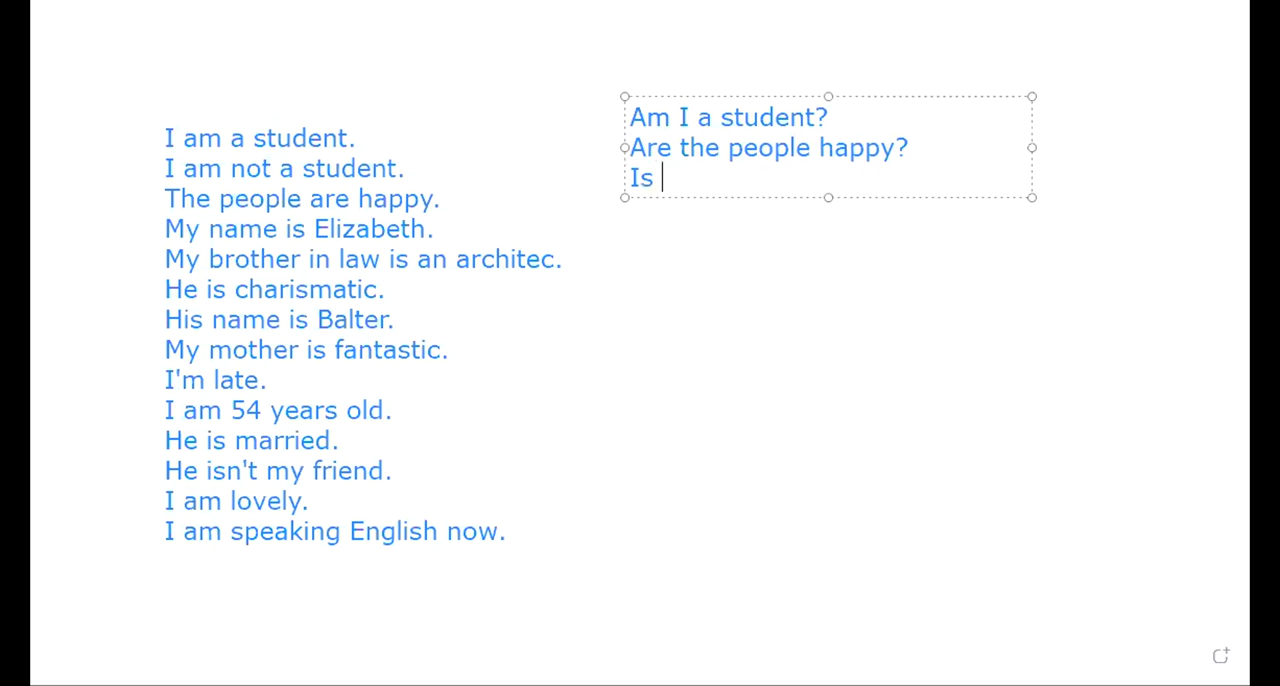 I am a student.
I am not a student.
The people are happy.
My name is Elizabeth.
My brother in law is an architec.
He is charismatic.
His name is Balter.
My mother is fantastic.
I'm late.
I am 54 years old.
He is married.
He isn't my friend.
I am lovely.
I am speaking English now.
Am I a student?
Are the people happy?
Is